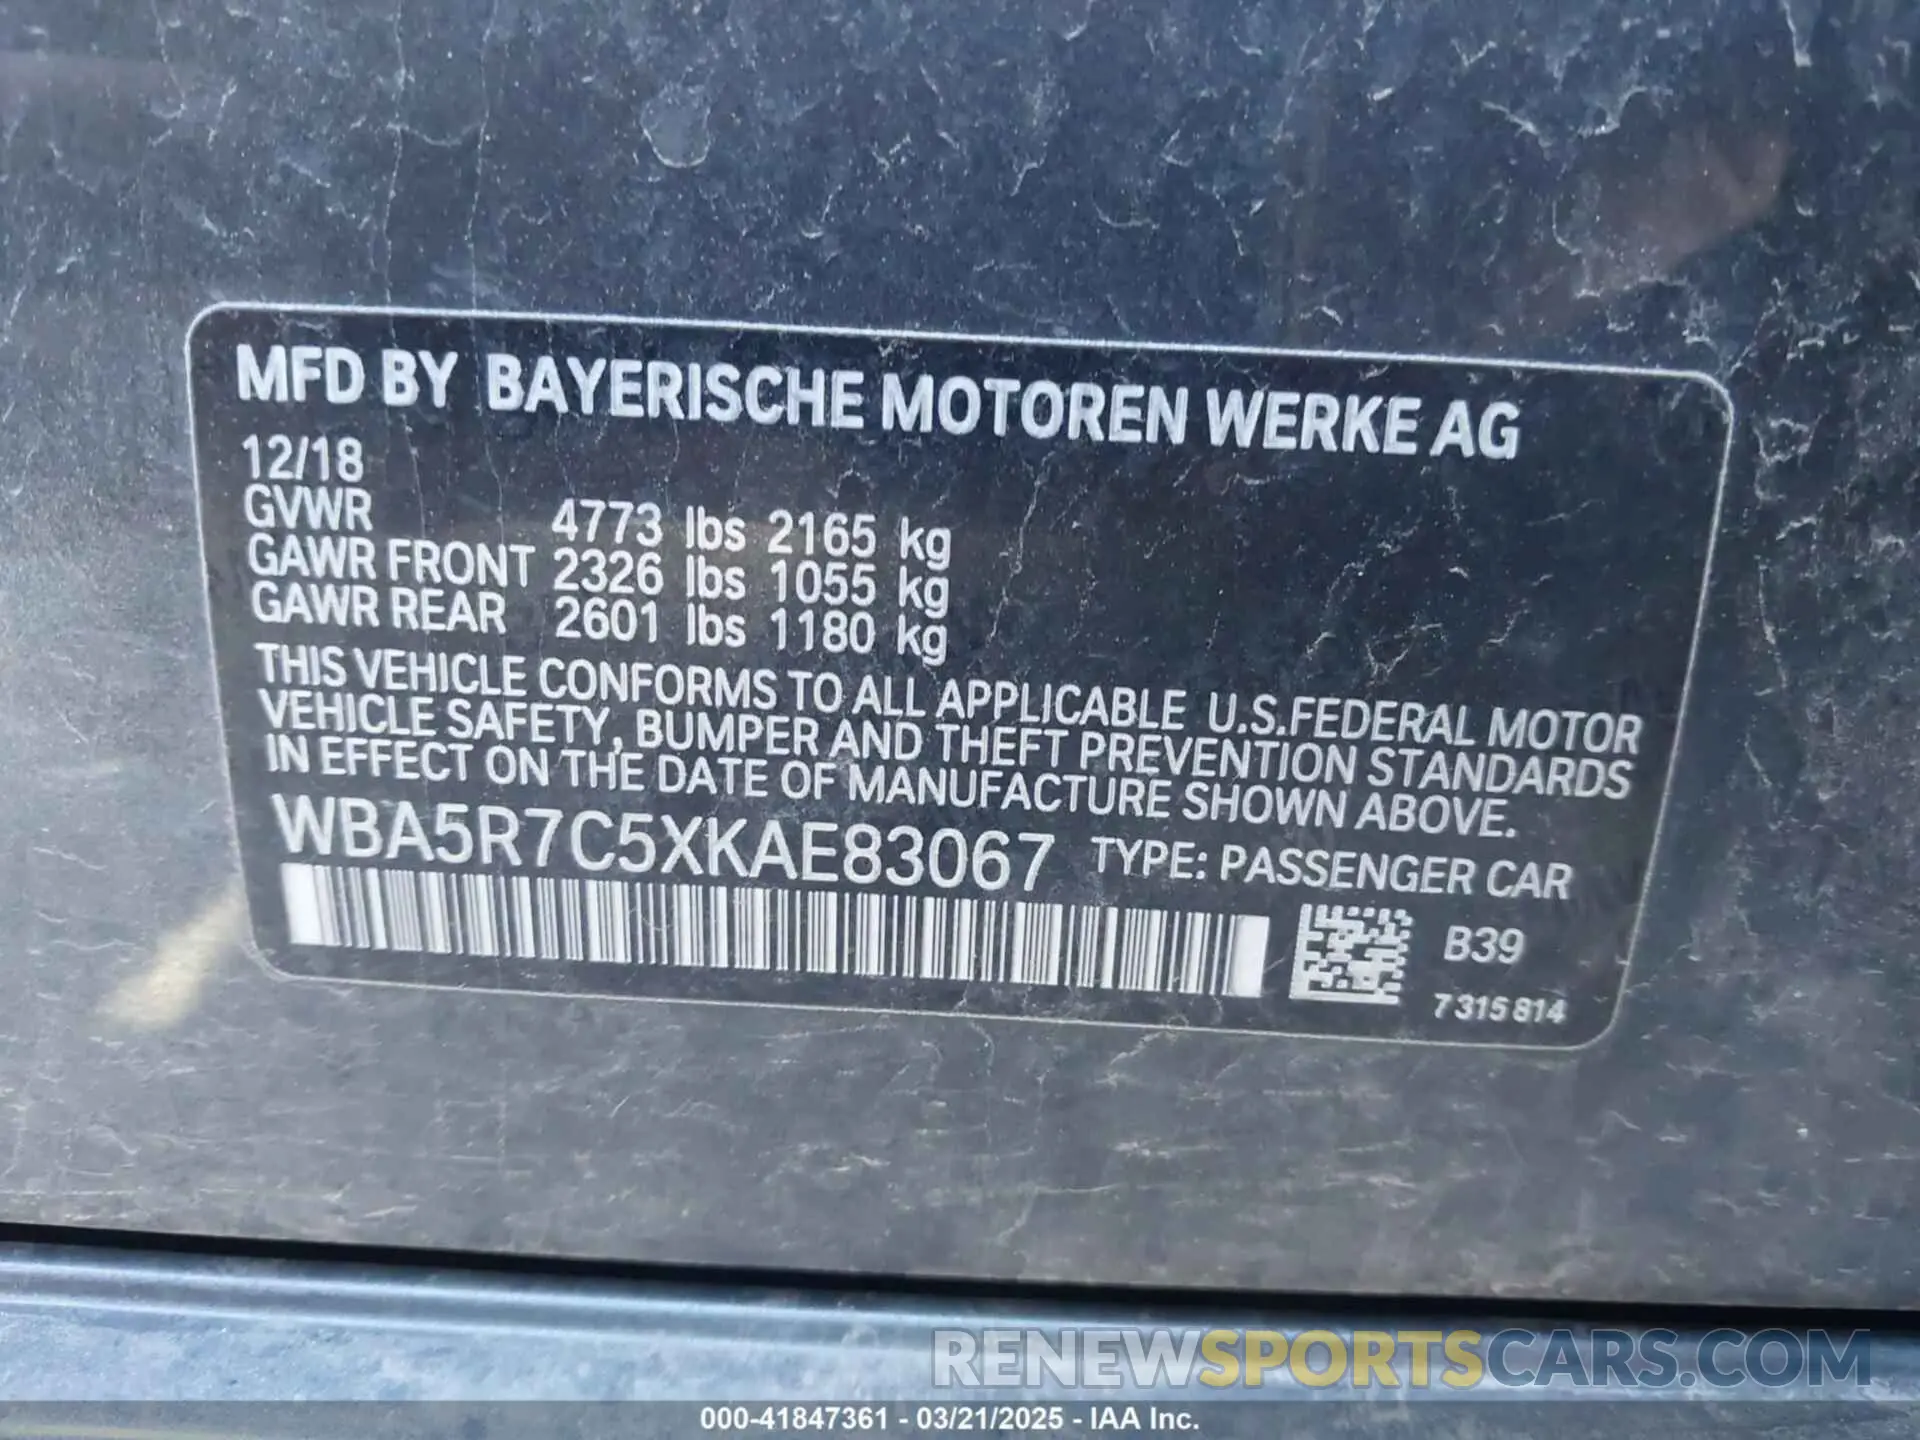 MFD BY BAYERISCHE MOTOREN WERKE AG
12/18
GVWR 4773 lbs 2165 kg
GAWR FRONT 2326 lbs 1055 kg
GAWR REAR 2601 lbs 1180 kg
THIS VEHICLE CONFORMS TO ALL APPLICABLE U.S.FEDERAL MOTOR
VEHICLE SAFETY, BUMPER AND THEFT PREVENTION STANDARDS
IN EFFECT ON THE DATE OF MANUFACTURE SHOWN ABOVE.
WBA5R7C5XKAE83067 TYPE: PASSENGER CAR
B39
7 315 814
RENEWSPORTSCARS.COM
000-41847361 - 03/21/2025 - IAA Inc.